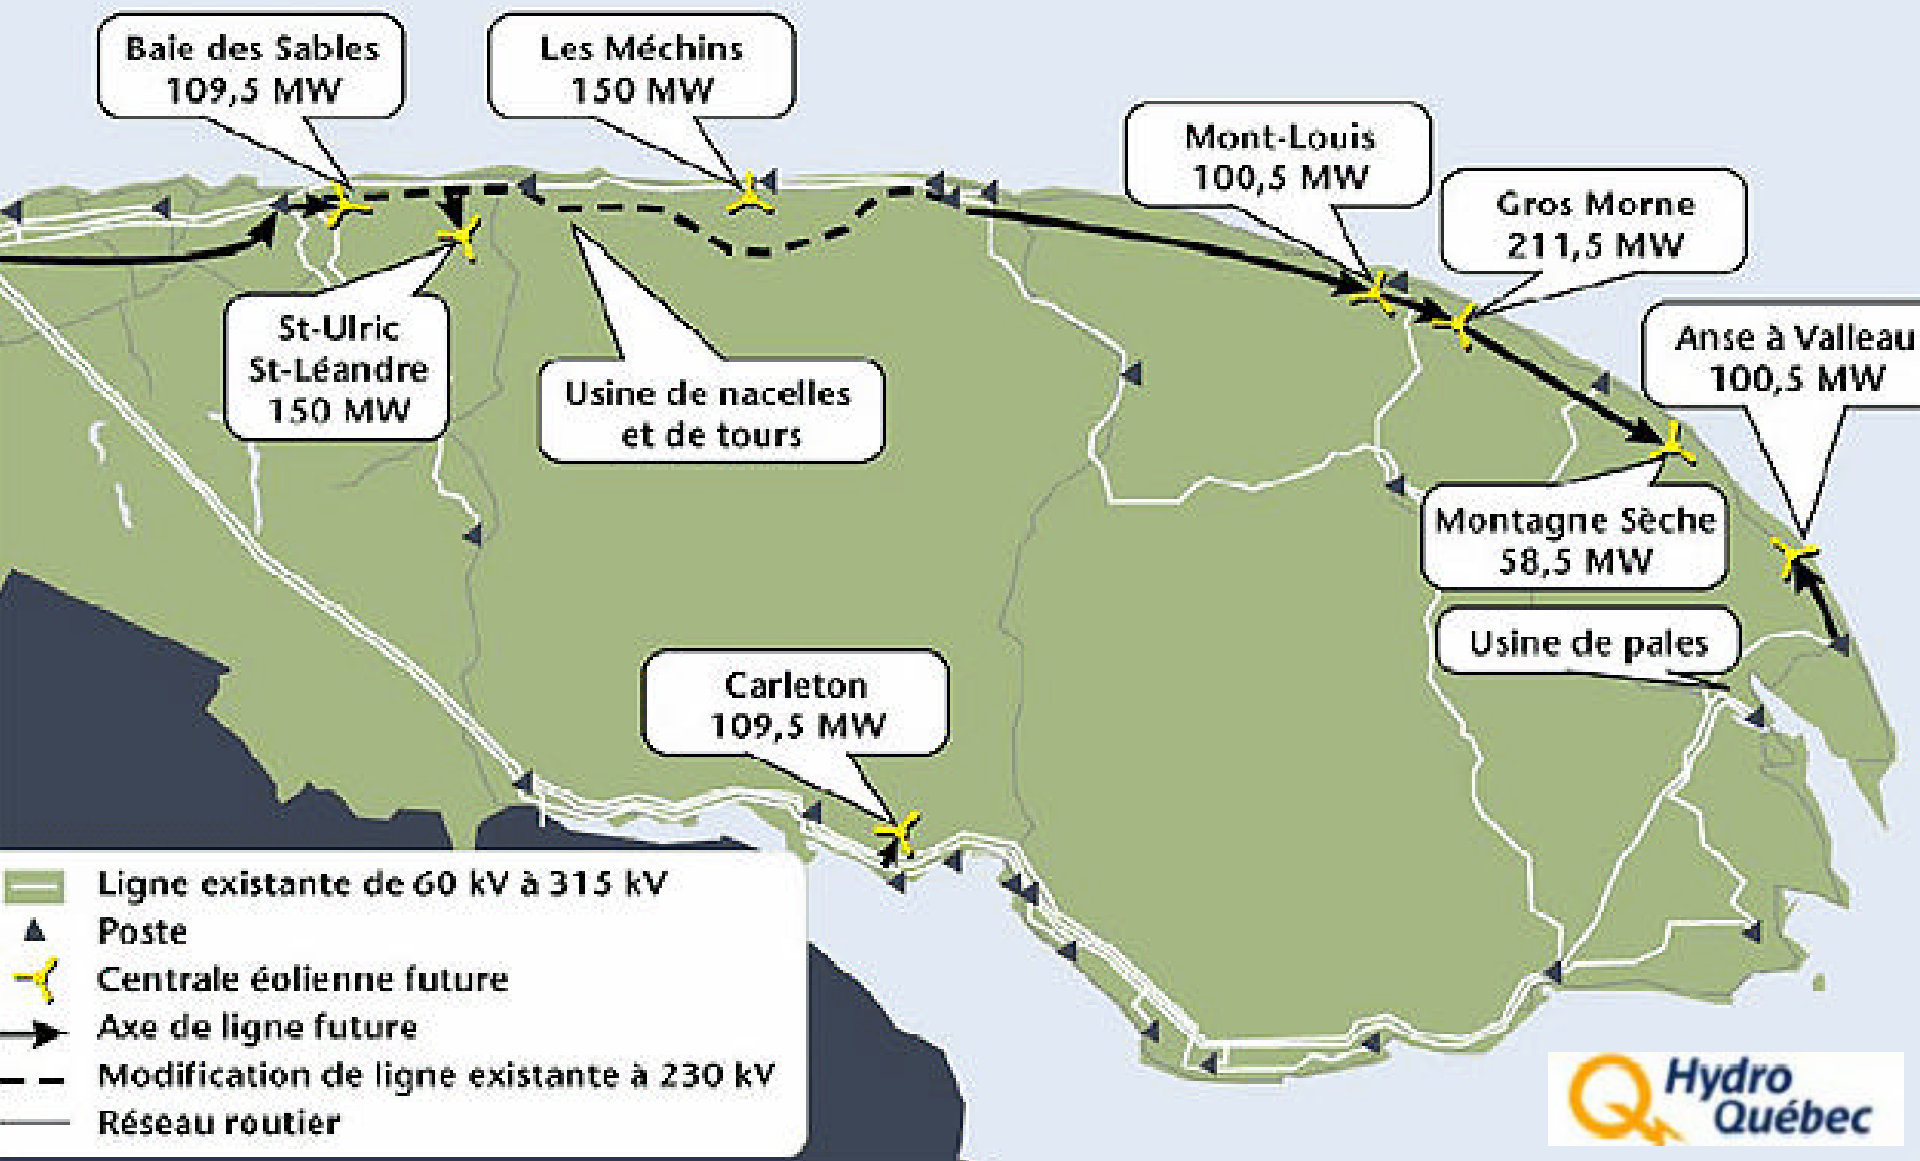 Baie des Sables
109,5 MW
Les Méchins
150 MW
Mont-Louis
100,5 MW
Gros Morne
211,5 MW
Anse à Valleau
100,5 MW
St-Ulric
St-Léandre
150 MW
Usine de nacelles
et de tours
Montagne Sèche
58,5 MW
Usine de pales
Carleton
109,5 MW
Ligne existante de 60 kV à 315 kV
Poste
Centrale éolienne future
Axe de ligne future
Modification de ligne existante à 230 kV
Réseau routier
Hydro
Québec